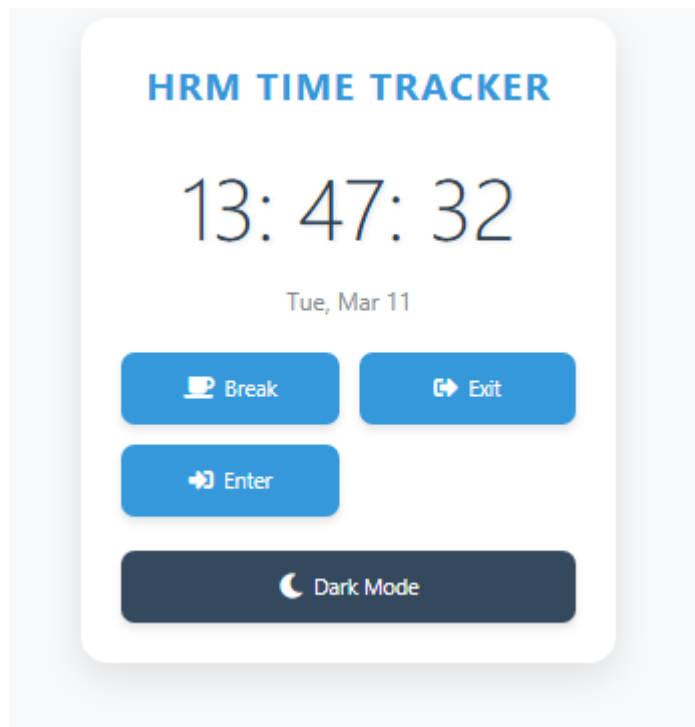 HRM TIME TRACKER
13: 47: 32
Tue, Mar 11
Break
Exit
Enter
Dark Mode